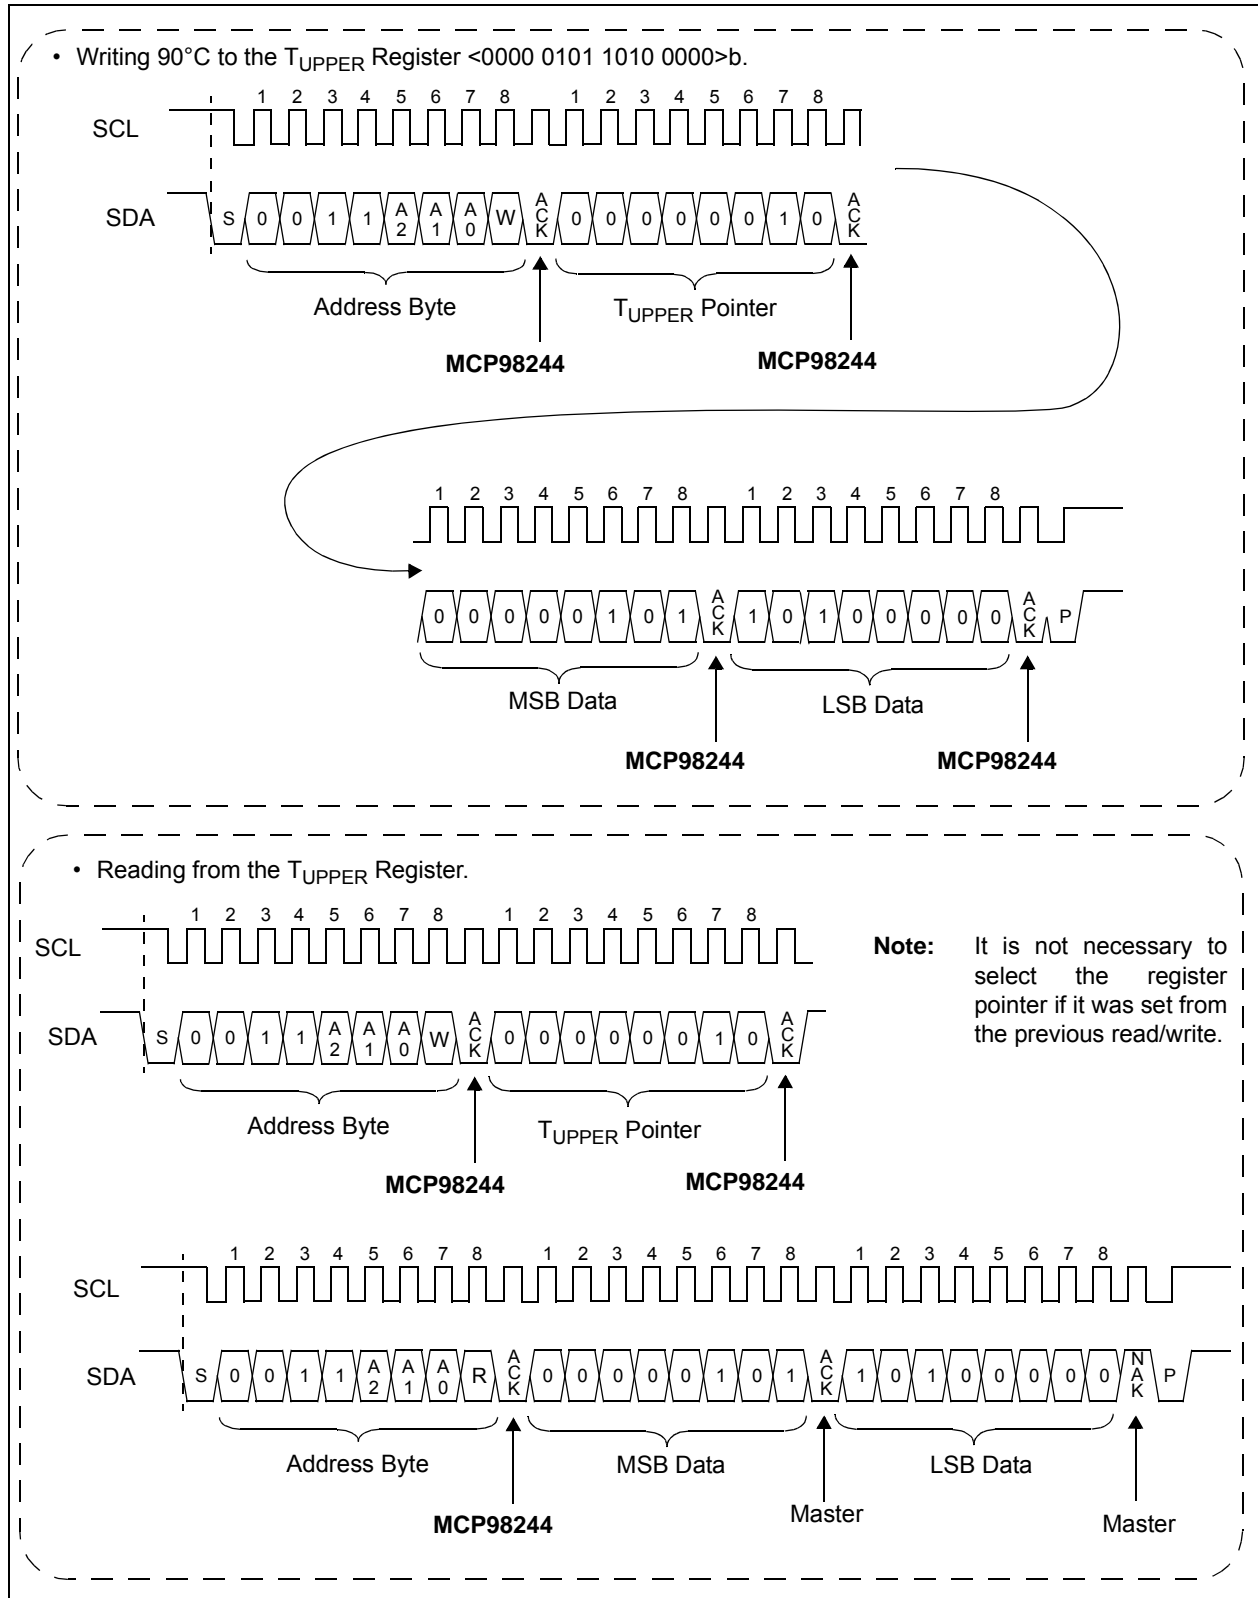 • Writing 90°C to the TUPPER Register <0000 0101 1010 0000>b.
1 2 3 4 5 6 7 8 1 2 3 4 5 6 7 8
SCL
SDA S 0 0 1 1 A2 A1 A0 W ACK 0 0 0 0 0 0 1 0 ACK
Address Byte TUPPER Pointer
MCP98244 MCP98244
1 2 3 4 5 6 7 8 1 2 3 4 5 6 7 8
0 0 0 0 0 1 0 1 ACK 1 0 1 0 0 0 0 0 ACK P
MSB Data LSB Data
MCP98244 MCP98244
• Reading from the TUPPER Register.
1 2 3 4 5 6 7 8 1 2 3 4 5 6 7 8
SCL
Note: It is not necessary to
select the register
pointer if it was set from
the previous read/write.
SDA S 0 0 1 1 A2 A1 A0 W ACK 0 0 0 0 0 0 1 0 ACK
Address Byte TUPPER Pointer
MCP98244 MCP98244
1 2 3 4 5 6 7 8 1 2 3 4 5 6 7 8 1 2 3 4 5 6 7 8
SCL
SDA S 0 0 1 1 A2 A1 A0 R ACK 0 0 0 0 0 1 0 1 ACK 1 0 1 0 0 0 0 0 NAK P
Address Byte MSB Data LSB Data
MCP98244 Master Master